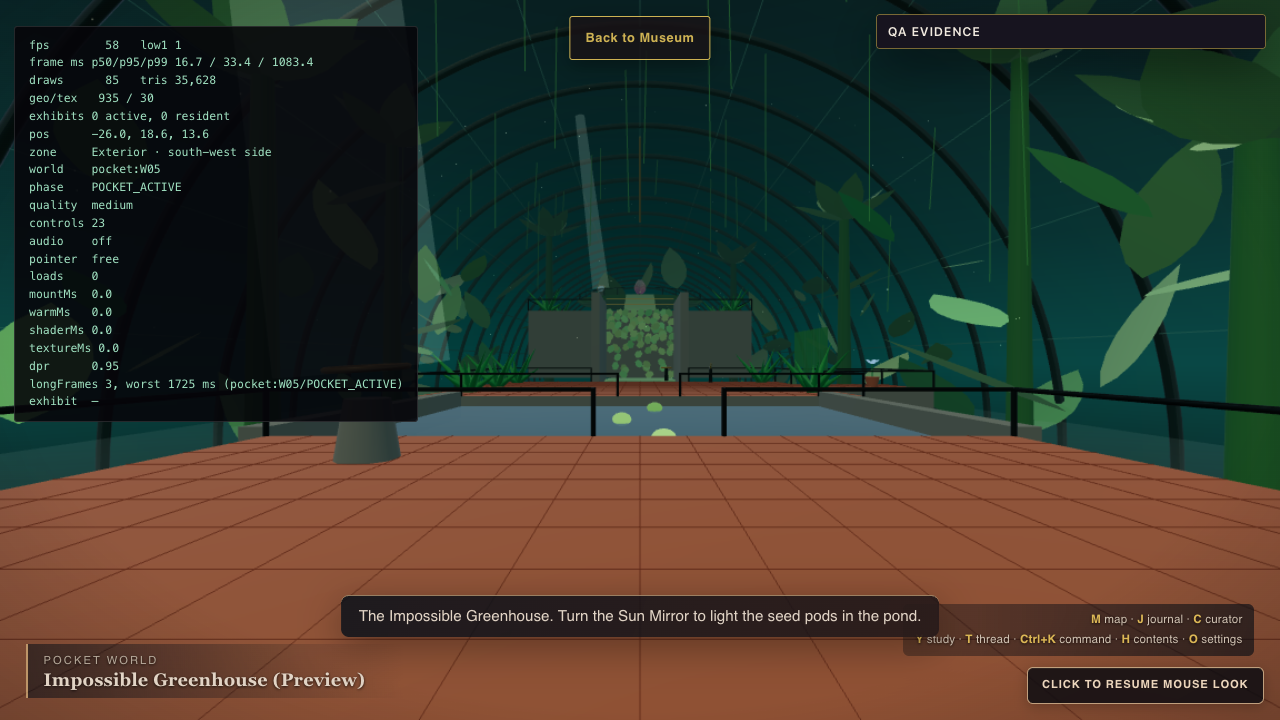 fps 58 low1 1
frame ms p50/p95/p99 16.7 / 33.4 / 1083.4
draws 85 tris 35,628
geo/tex 935 / 30
exhibits 0 active, 0 resident
pos −26.0, 18.6, 13.6
zone Exterior · south−west side
world pocket:W05
phase POCKET_ACTIVE
quality medium
controls 23
audio off
pointer free
loads 0
mountMs 0.0
warmMs 0.0
shaderMs 0.0
textureMs 0.0
dpr 0.95
longFrames 3, worst 1725 ms (pocket:W05/POCKET_ACTIVE)
exhibit —
Back to Museum
QA EVIDENCE
The Impossible Greenhouse. Turn the Sun Mirror to light the seed pods in the pond.
M map · J journal · C curator
Y study · T thread · Ctrl+K command · H contents · O settings
POCKET WORLD
Impossible Greenhouse (Preview)
CLICK TO RESUME MOUSE LOOK